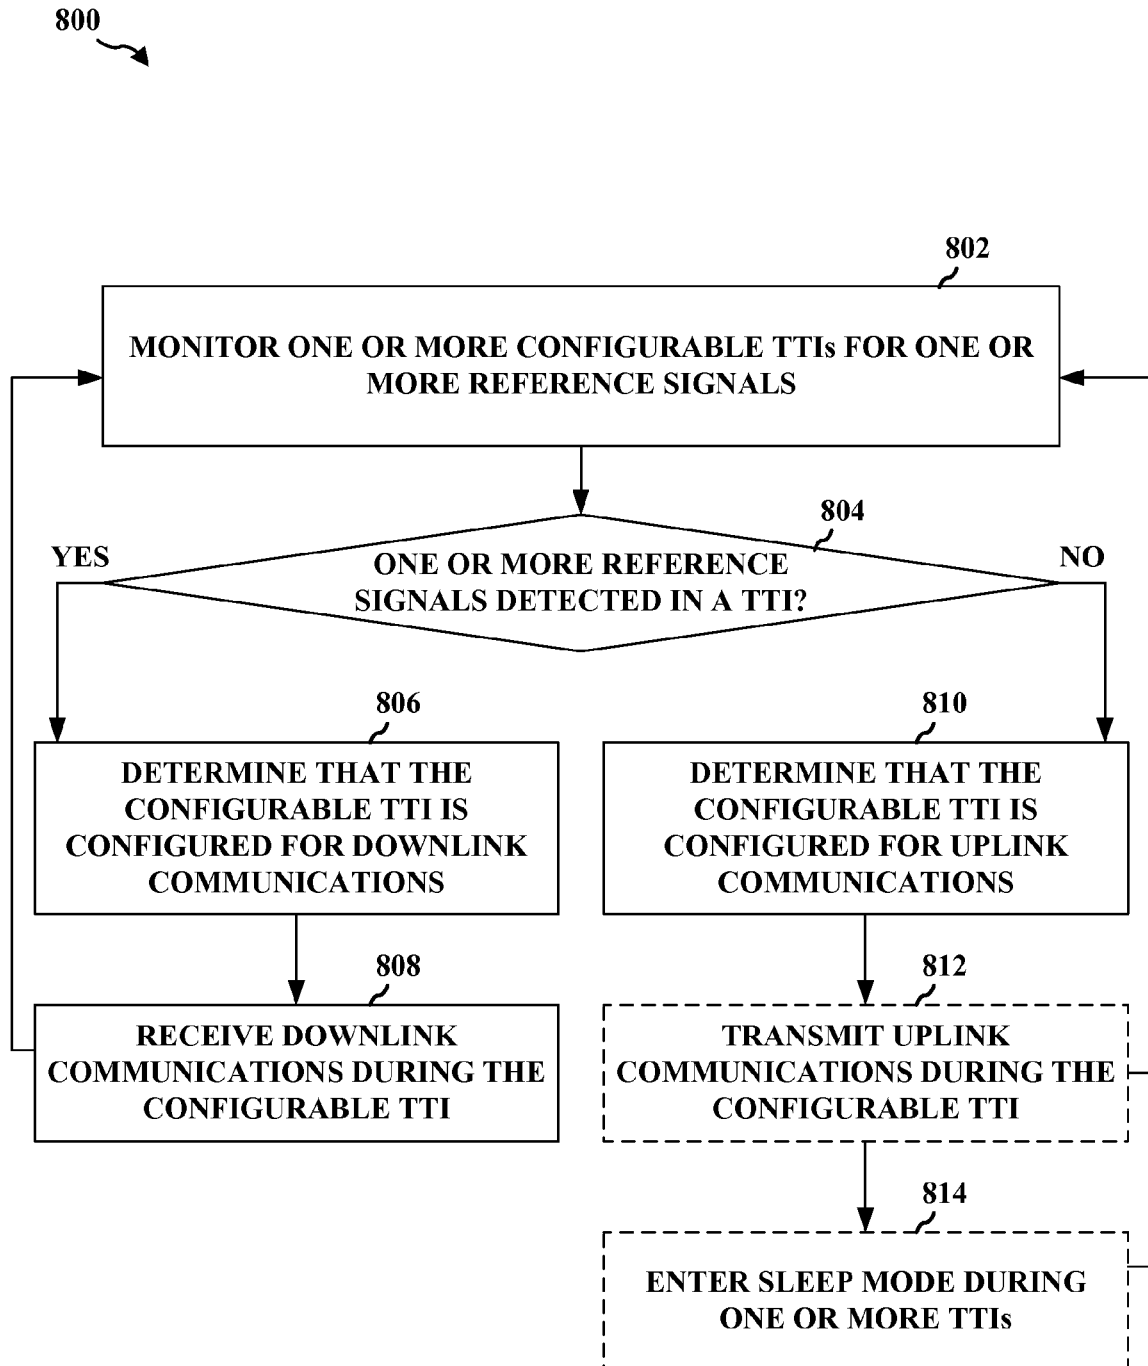 800
802
MONITOR ONE OR MORE CONFIGURABLE TTIs FOR ONE OR
MORE REFERENCE SIGNALS
804
YES
ONE OR MORE REFERENCE
SIGNALS DETECTED IN A TTI?
NO
806
DETERMINE THAT THE
CONFIGURABLE TTI IS
CONFIGURED FOR DOWNLINK
COMMUNICATIONS
810
DETERMINE THAT THE
CONFIGURABLE TTI IS
CONFIGURED FOR UPLINK
COMMUNICATIONS
808
RECEIVE DOWNLINK
COMMUNICATIONS DURING THE
CONFIGURABLE TTI
812
TRANSMIT UPLINK
COMMUNICATIONS DURING THE
CONFIGURABLE TTI
814
ENTER SLEEP MODE DURING
ONE OR MORE TTIs